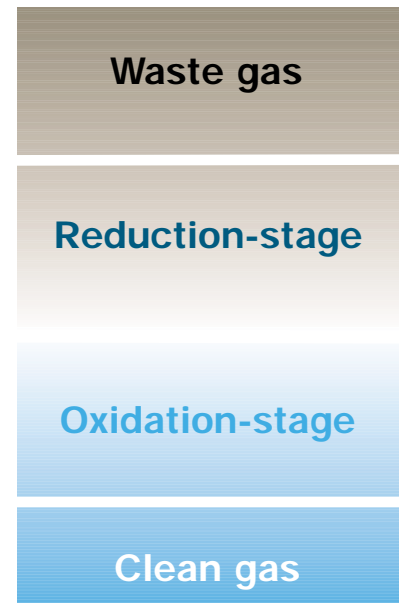 Waste gas
Reduction-stage
Oxidation-stage
Clean gas